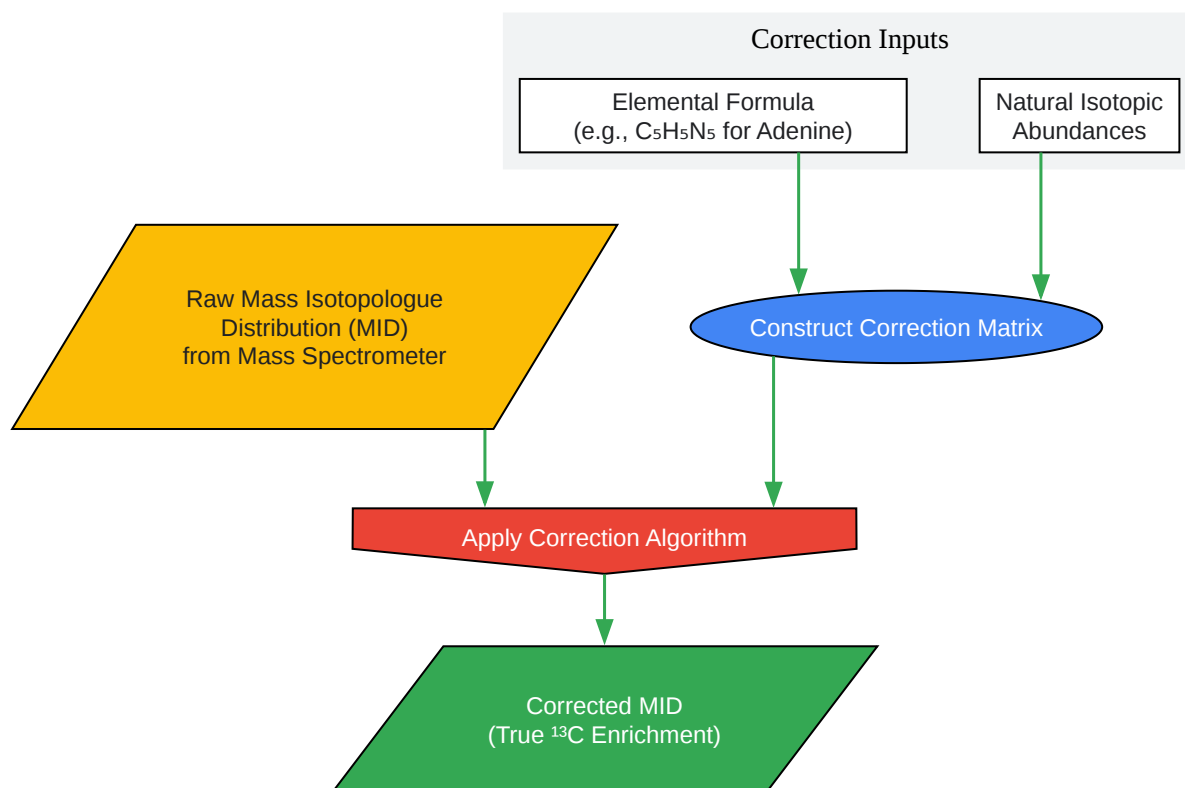 Correction Inputs
Elemental Formula
(e.g., C₅H₅N₅ for Adenine)
Natural Isotopic
Abundances
Raw Mass Isotopologue
Distribution (MID)
from Mass Spectrometer
Construct Correction Matrix
Apply Correction Algorithm
Corrected MID
(True ¹³C Enrichment)